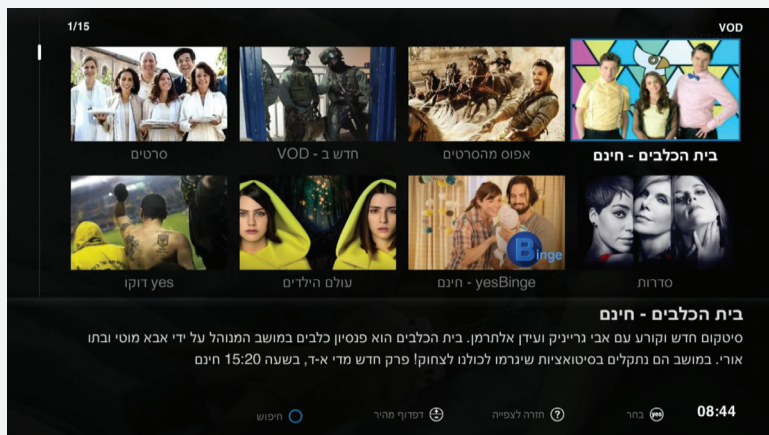 VOD
1/15
בית הכלבים - חינם
אפוס מהסרטים
חדש ב - VOD
סרטים
סדרות
Binge
yesBinge - חינם
עולם הילדים
yes דוקו
בית הכלבים - חינם
סיטקום חדש וקורע עם אבי גרייניק ועידן אלתרמן. בית הכלבים הוא פנסיון כלבים במושב המנוהל על ידי אבא מוטי ובתו
אורי. במושב הם נתקלים בסיטואציות שיגרמו לכולנו לצחוק! פרק חדש מדי א-ד, בשעה 15:20 חינם
08:44
yes בחר
? חזרה לצפייה
דפדוף מהיר
חיפוש